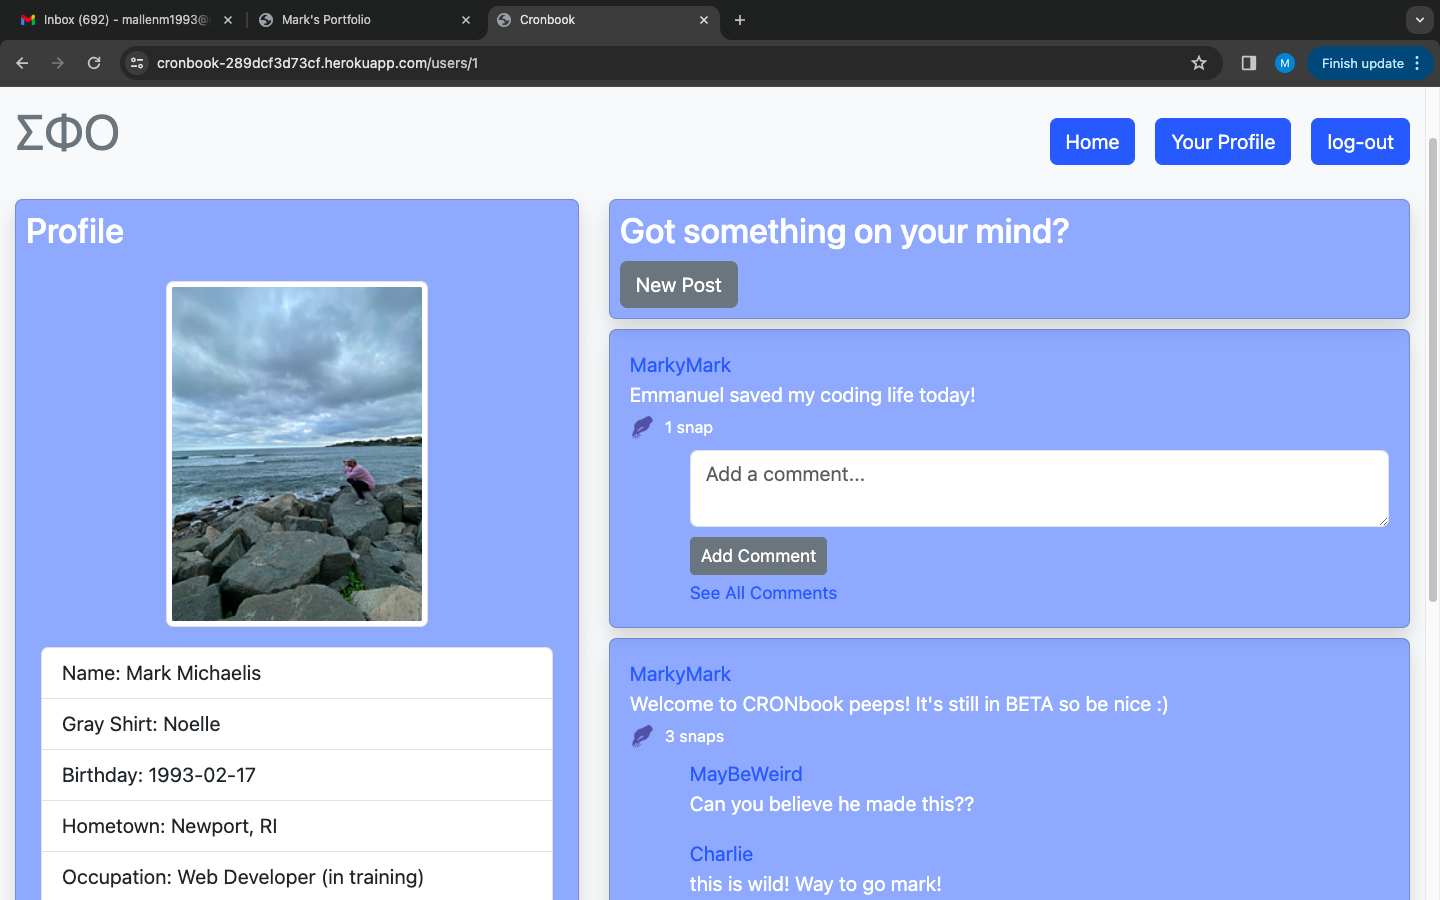 Inbox (692) - mallenm1993@
Mark's Portfolio
Cronbook
cronbook-289dcf3d73cf.herokuapp.com/users/1
M
Finish update
ΣΦΟ
Home
Your Profile
log-out
Profile
Name: Mark Michaelis
Gray Shirt: Noelle
Birthday: 1993-02-17
Hometown: Newport, RI
Occupation: Web Developer (in training)
Got something on your mind?
New Post
MarkyMark
Emmanuel saved my coding life today!
1 snap
Add a comment...
Add Comment
See All Comments
MarkyMark
Welcome to CRONbook peeps! It's still in BETA so be nice :)
3 snaps
MayBeWeird
Can you believe he made this??
Charlie
this is wild! Way to go mark!